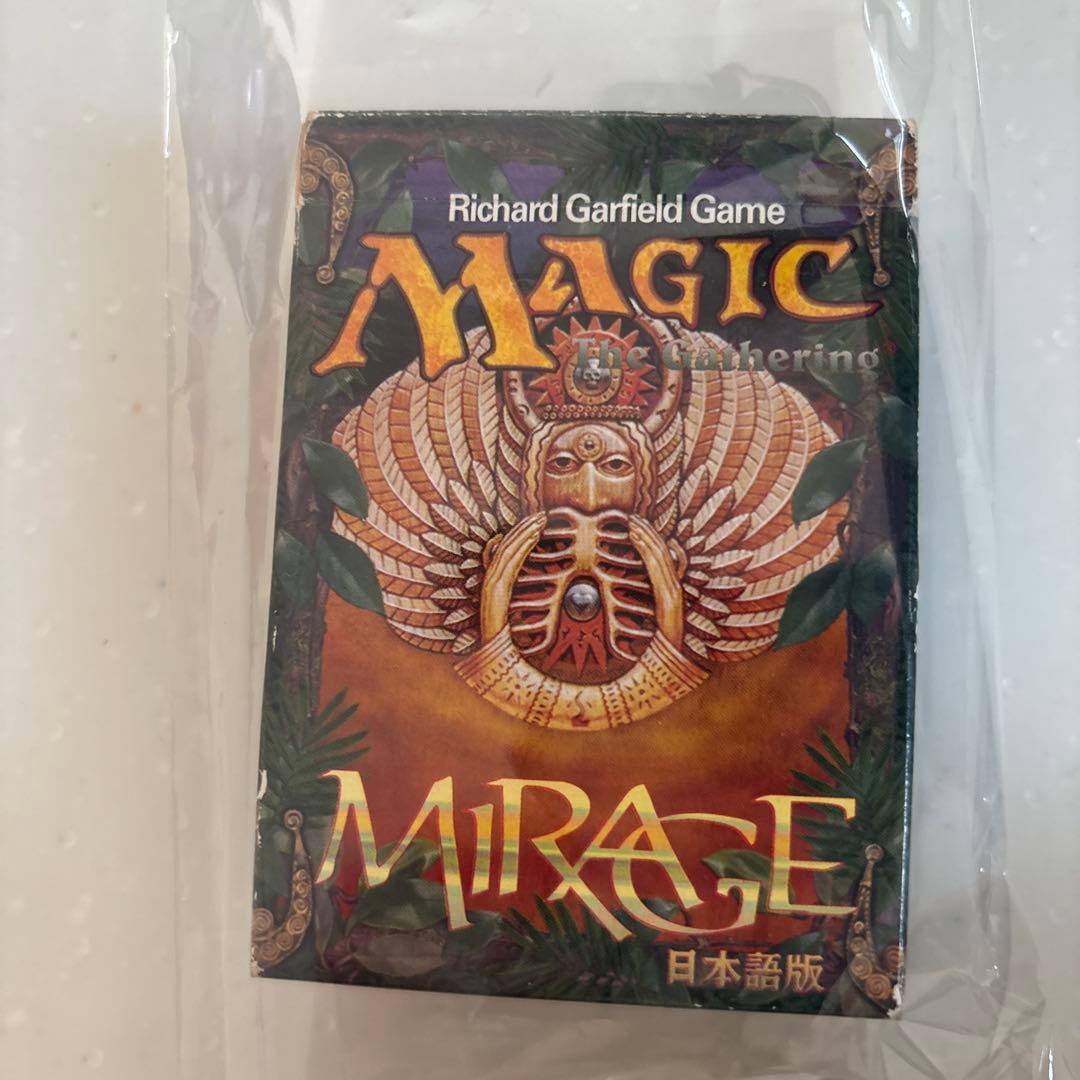 Richard Garfield Game
MAGIC
The Gathering®
MIRAGE
日本語版